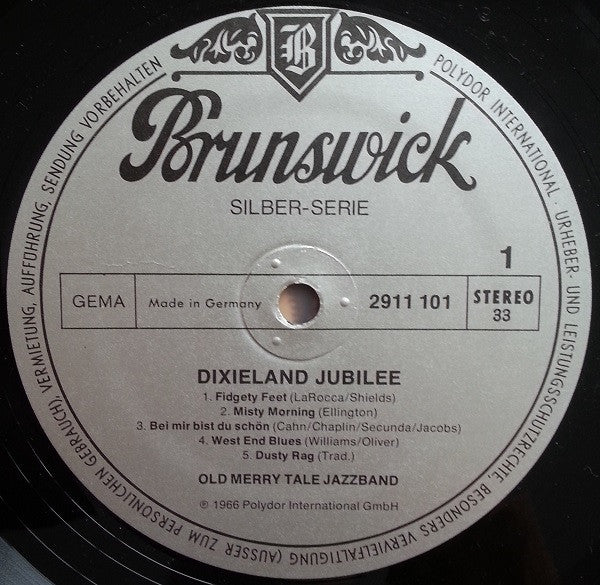 B
Brunswick
SILBER-SERIE
1
GEMA
Made in Germany
2911 101
STEREO
33
DIXIELAND JUBILEE
1. Fidgety Feet (LaRocca/Shields)
2. Misty Morning (Ellington)
3. Bei mir bist du schön (Cahn/Chaplin/Secunda/Jacobs)
4. West End Blues (Williams/Oliver)
5. Dusty Rag (Trad.)
OLD MERRY TALE JAZZBAND
℗ 1966 Polydor International GmbH
POLYDOR INTERNATIONAL · URHEBER- UND LEISTUNGSSCHUTZRECHTE, BESONDERS VERVIELFÄLTIGUNG (AUSSER ZUM PERSÖNLICHEN GEBRAUCH), VERMIETUNG, AUFFÜHRUNG, SENDUNG VORBEHALTEN